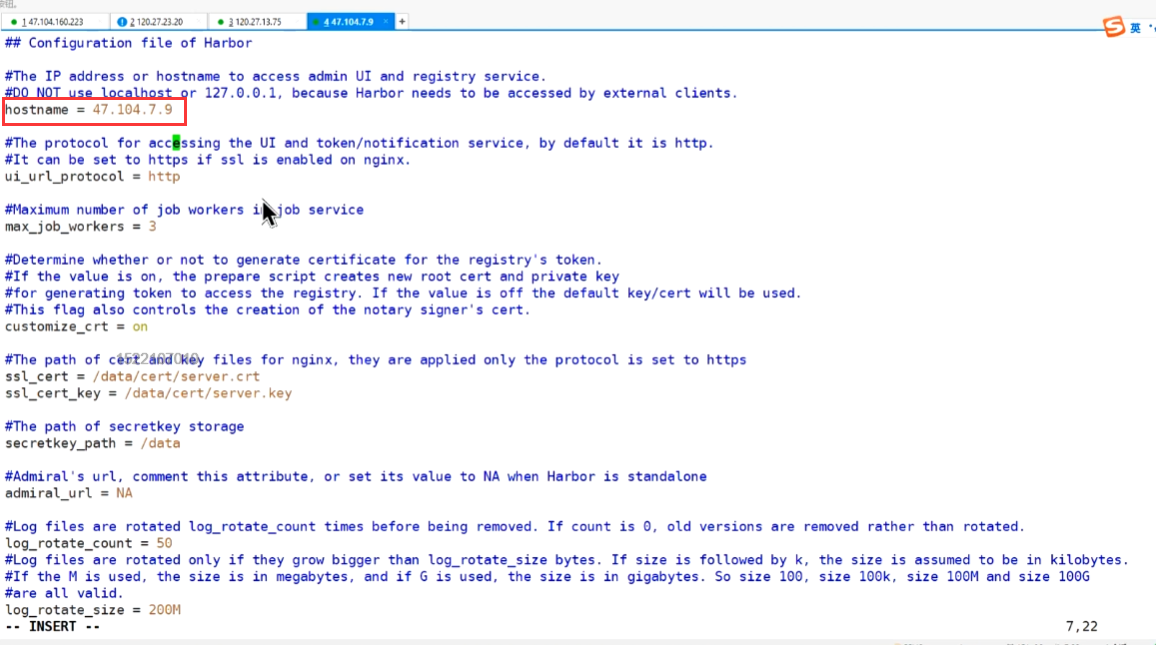 1 47.104.160.223 2 120.27.23.20 3 120.27.13.75 4 47.104.7.9 × +
英
## Configuration file of Harbor
#The IP address or hostname to access admin UI and registry service.
#DO NOT use localhost or 127.0.0.1, because Harbor needs to be accessed by external clients.
hostname = 47.104.7.9
#The protocol for accessing the UI and token/notification service, by default it is http.
#It can be set to https if ssl is enabled on nginx.
ui_url_protocol = http
#Maximum number of job workers in job service
max_job_workers = 3
#Determine whether or not to generate certificate for the registry's token.
#If the value is on, the prepare script creates new root cert and private key
#for generating token to access the registry. If the value is off the default key/cert will be used.
#This flag also controls the creation of the notary signer's cert.
customize_crt = on
#The path of cert and key files for nginx, they are applied only the protocol is set to https
ssl_cert = /data/cert/server.crt
ssl_cert_key = /data/cert/server.key
#The path of secretkey storage
secretkey_path = /data
#Admiral's url, comment this attribute, or set its value to NA when Harbor is standalone
admiral_url = NA
#Log files are rotated log_rotate_count times before being removed. If count is 0, old versions are removed rather than rotated.
log_rotate_count = 50
#Log files are rotated only if they grow bigger than log_rotate_size bytes. If size is followed by k, the size is assumed to be in kilobytes.
#If the M is used, the size is in megabytes, and if G is used, the size is in gigabytes. So size 100, size 100k, size 100M and size 100G
#are all valid.
log_rotate_size = 200M
-- INSERT -- 7,22